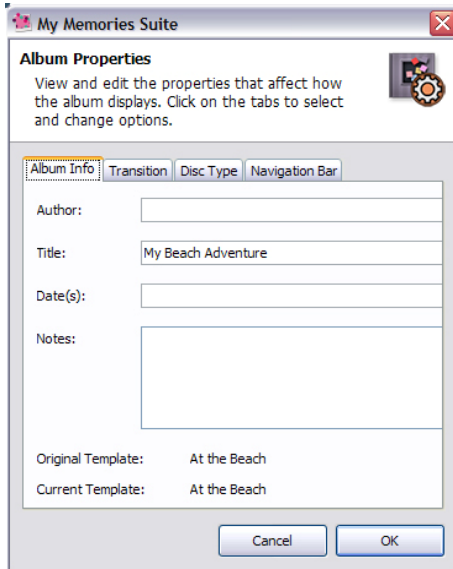 My Memories Suite
Album Properties
View and edit the properties that affect how
the album displays. Click on the tabs to select
and change options.
Album Info Transition Disc Type Navigation Bar
Author:
Title: My Beach Adventure
Date(s):
Notes:
Original Template: At the Beach
Current Template: At the Beach
Cancel OK